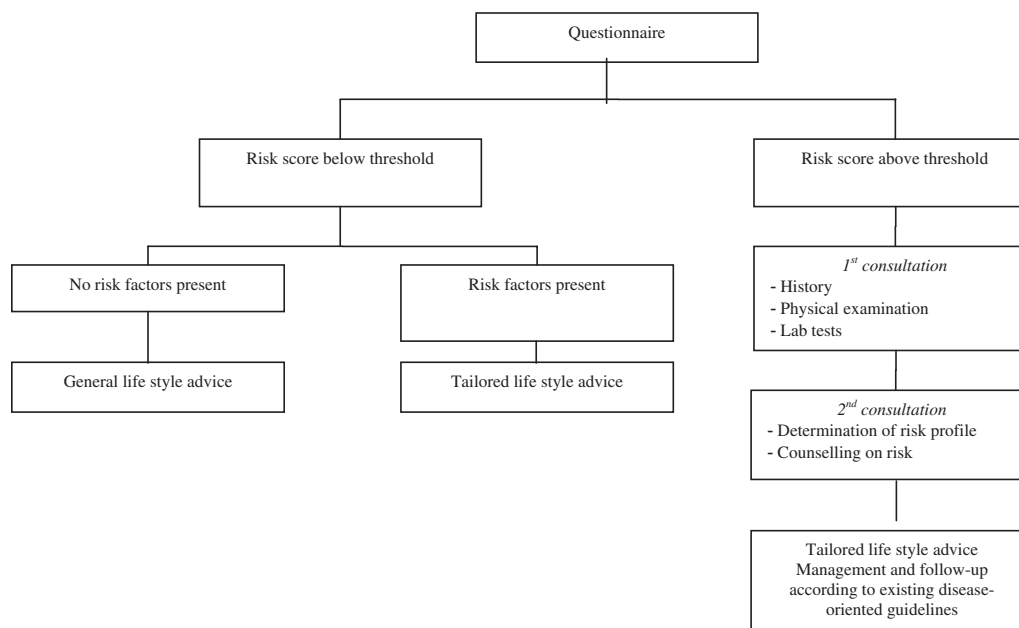 Questionnaire
Risk score below threshold
Risk score above threshold
No risk factors present
Risk factors present
1st consultation
- History
- Physical examination
- Lab tests
General life style advice
Tailored life style advice
2nd consultation
- Determination of risk profile
- Counselling on risk
Tailored life style advice
Management and follow-up
according to existing disease-
oriented guidelines